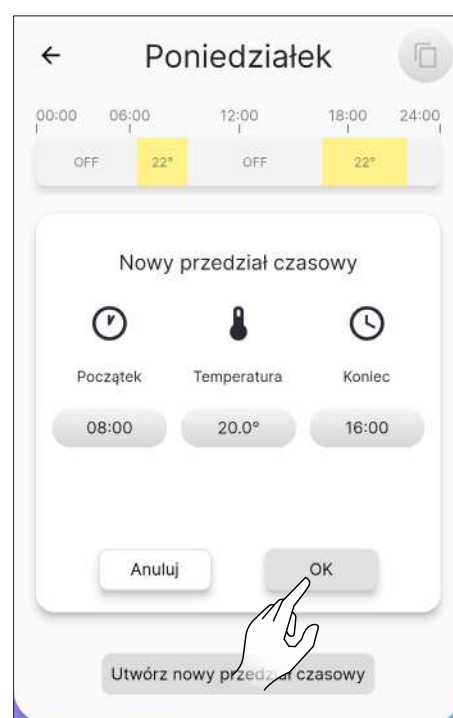 Poniedziałek
00:00 06:00 12:00 18:00 24:00
OFF 22° OFF 22°
Nowy przedział czasowy
Początek Temperatura Koniec
08:00 20.0° 16:00
Anuluj OK
Utwórz nowy przedział czasowy